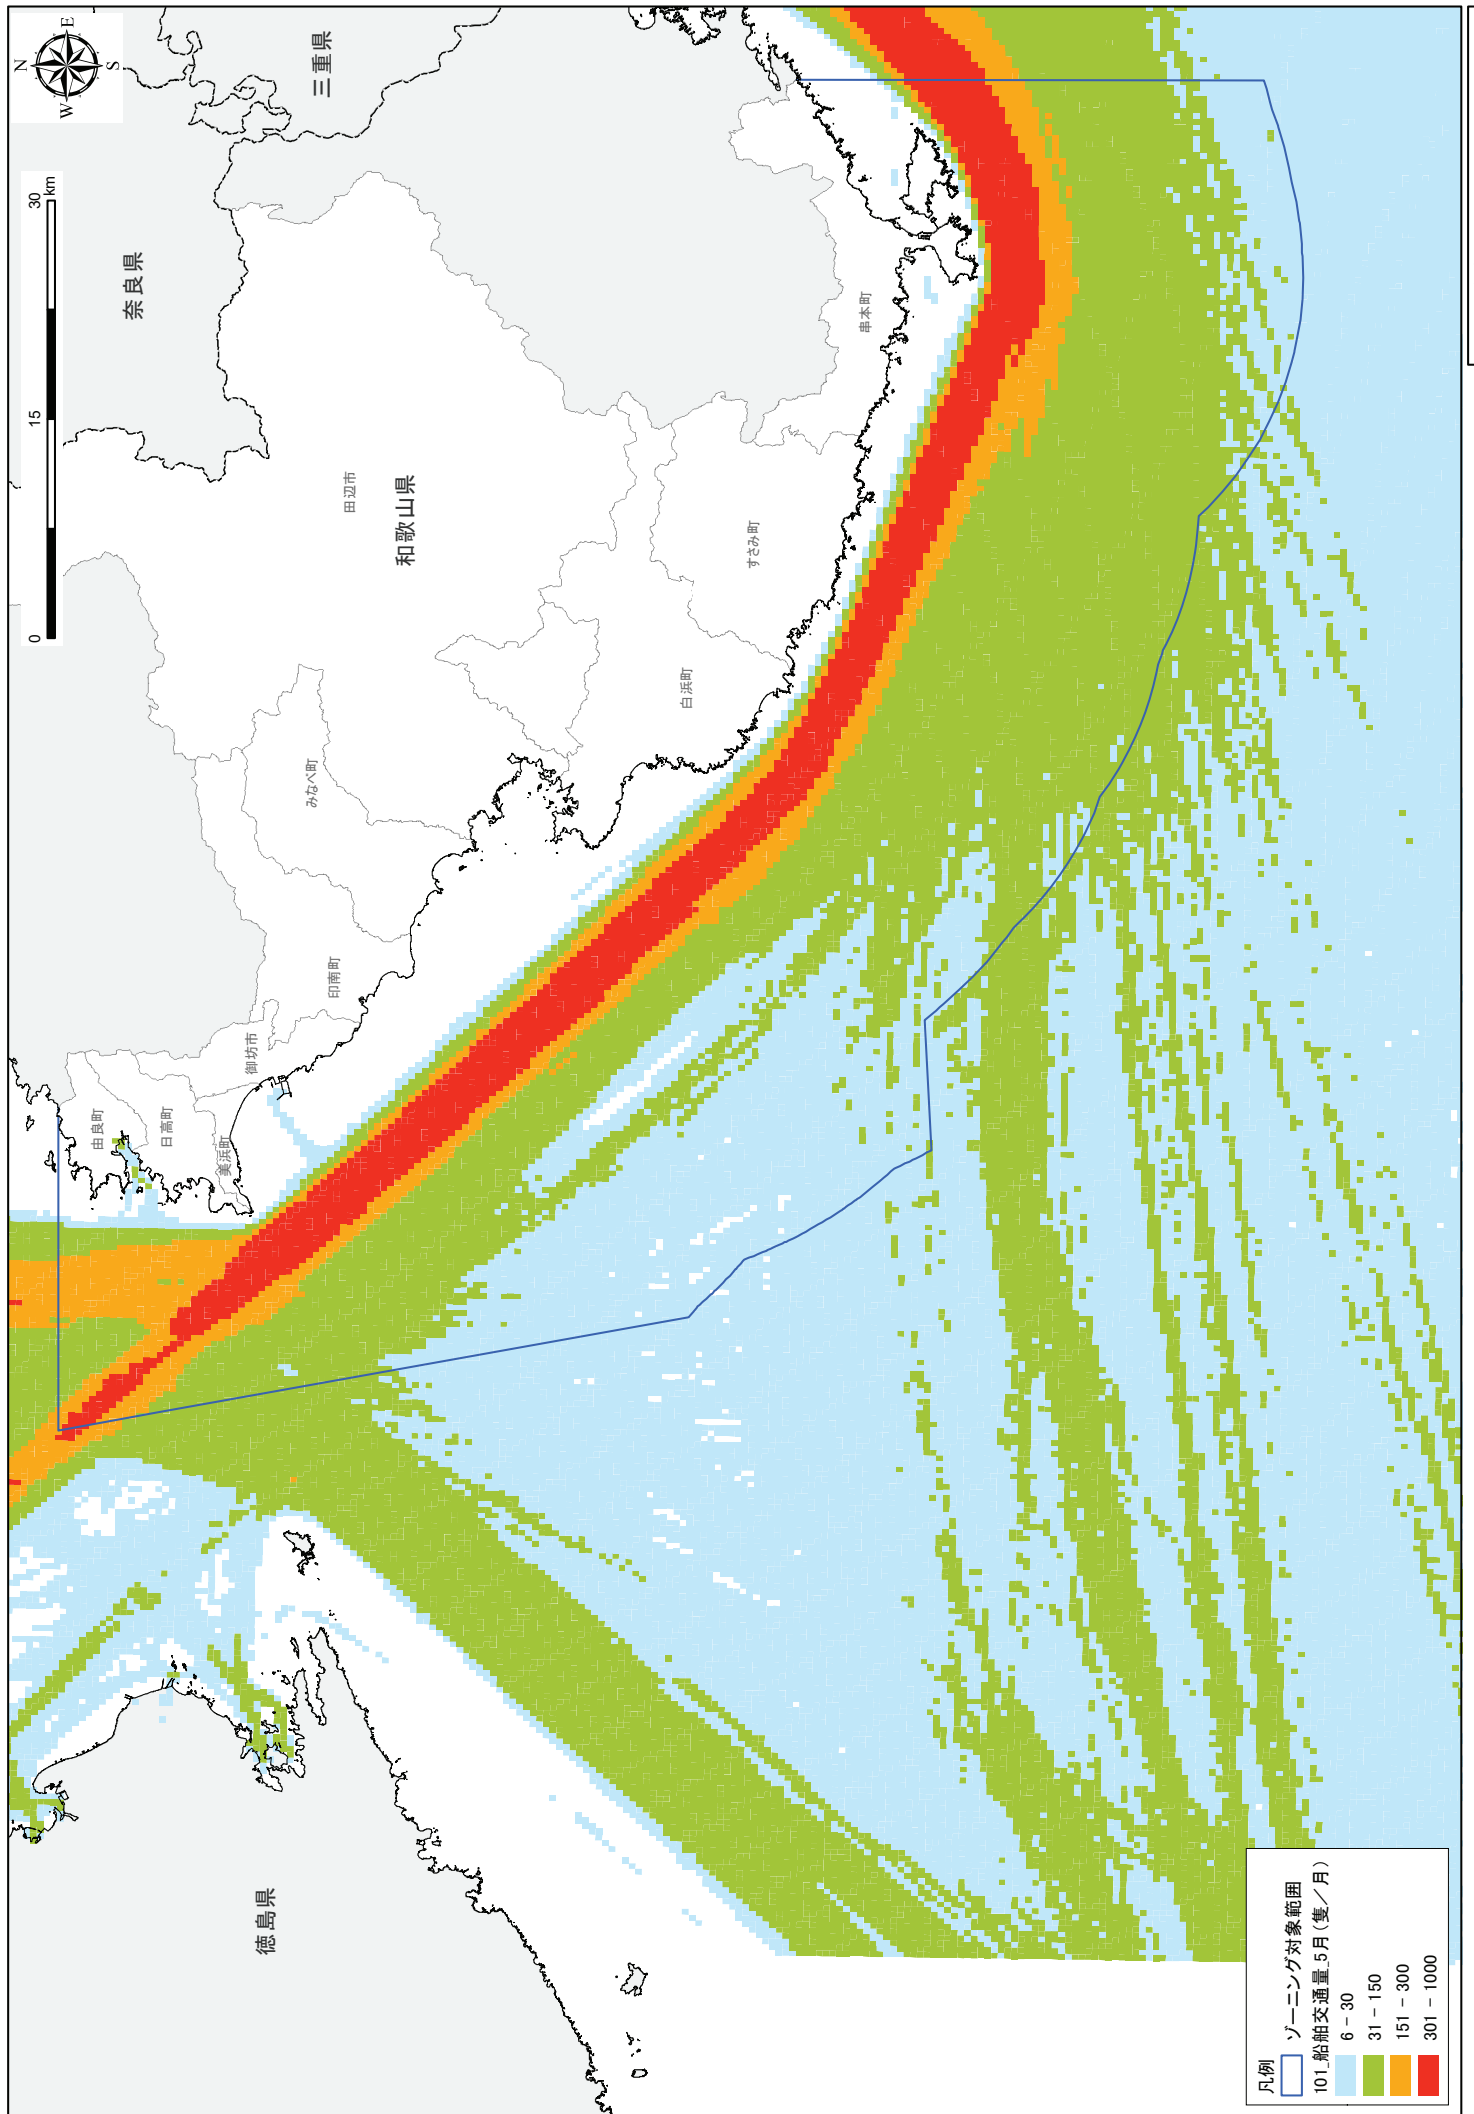 N
W
E
S
0
15
30
km
三重県
奈良県
和歌山県
徳島県
田辺市
みなべ町
印南町
御坊市
由良町
日高町
美浜町
白浜町
すさみ町
串本町
凡例
ゾーニング対象範囲
101_船舶交通量_5月(隻／月)
6 - 30
31 - 150
151 - 300
301 - 1000